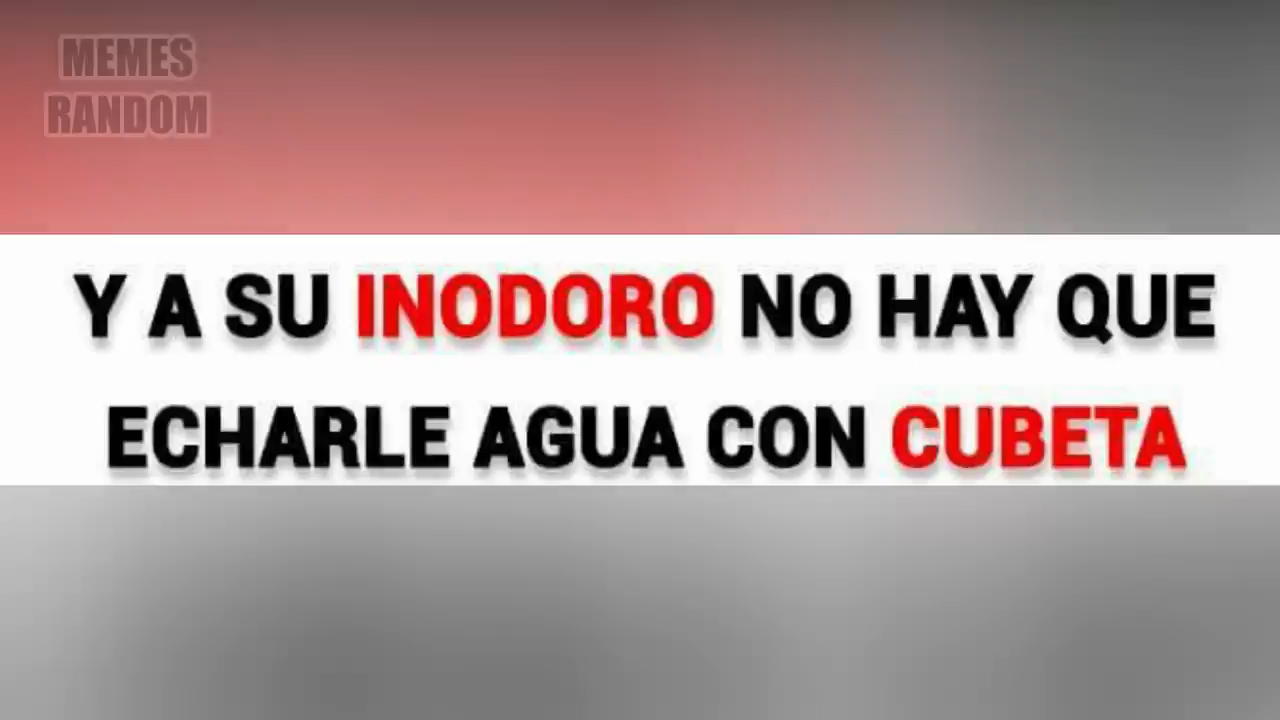 MEMES
RANDOM
Y A SU INODORO NO HAY QUE
ECHARLE AGUA CON CUBETA